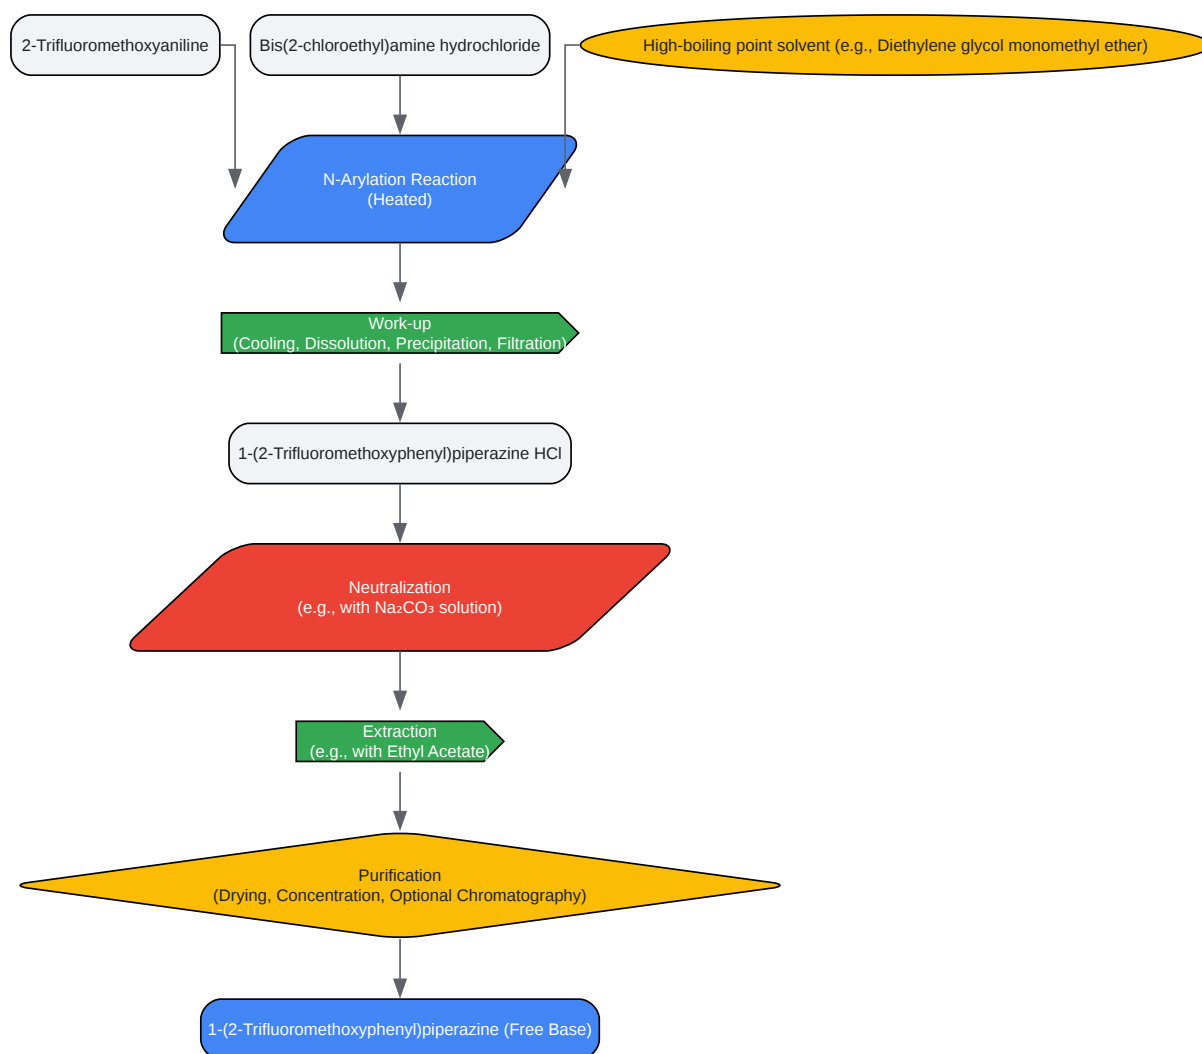 2-Trifluoromethoxyaniline
Bis(2-chloroethyl)amine hydrochloride
High-boiling point solvent (e.g., Diethylene glycol monomethyl ether)
N-Arylation Reaction
(Heated)
Work-up
(Cooling, Dissolution, Precipitation, Filtration)
1-(2-Trifluoromethoxyphenyl)piperazine HCl
Neutralization
(e.g., with Na₂CO₃ solution)
Extraction
(e.g., with Ethyl Acetate)
Purification
(Drying, Concentration, Optional Chromatography)
1-(2-Trifluoromethoxyphenyl)piperazine (Free Base)